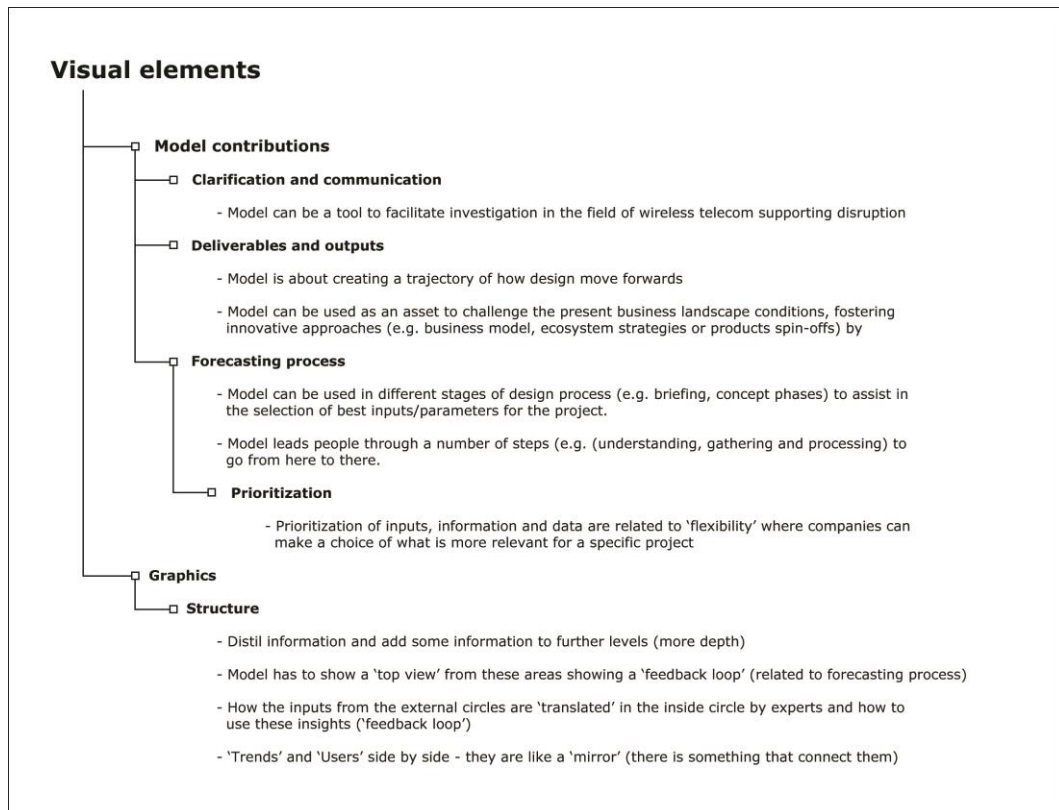 Visual elements
Model contributions
Clarification and communication
- Model can be a tool to facilitate investigation in the field of wireless telecom supporting disruption
Deliverables and outputs
- Model is about creating a trajectory of how design move forwards
- Model can be used as an asset to challenge the present business landscape conditions, fostering
innovative approaches (e.g. business model, ecosystem strategies or products spin-offs) by
Forecasting process
- Model can be used in different stages of design process (e.g. briefing, concept phases) to assist in
the selection of best inputs/parameters for the project.
- Model leads people through a number of steps (e.g. (understanding, gathering and processing) to
go from here to there.
Prioritization
- Prioritization of inputs, information and data are related to ‘flexibility’ where companies can
make a choice of what is more relevant for a specific project
Graphics
Structure
- Distil information and add some information to further levels (more depth)
- Model has to show a ‘top view’ from these areas showing a ‘feedback loop’ (related to forecasting process)
- How the inputs from the external circles are ‘translated’ in the inside circle by experts and how to
use these insights (‘feedback loop’)
- ‘Trends’ and ‘Users’ side by side - they are like a ‘mirror’ (there is something that connect them)